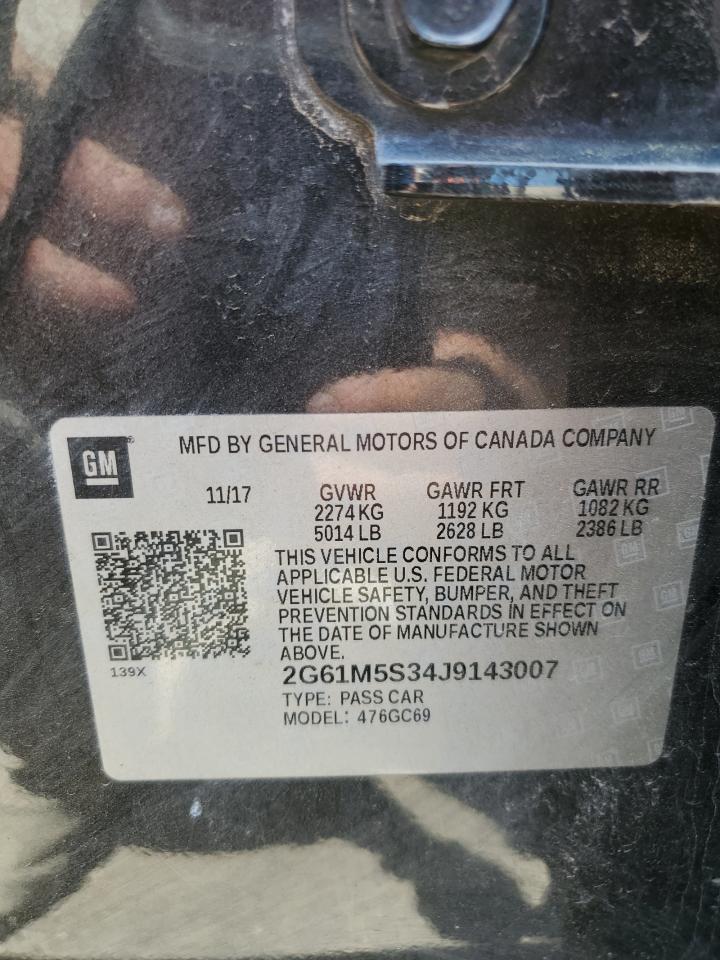 GM
MFD BY GENERAL MOTORS OF CANADA COMPANY
11/17 GVWR GAWR FRT GAWR RR
2274 KG 1192 KG 1082 KG
5014 LB 2628 LB 2386 LB
THIS VEHICLE CONFORMS TO ALL
APPLICABLE U.S. FEDERAL MOTOR
VEHICLE SAFETY, BUMPER, AND THEFT
PREVENTION STANDARDS IN EFFECT ON
THE DATE OF MANUFACTURE SHOWN
ABOVE.
139X
2G61M5S34J9143007
TYPE: PASS CAR
MODEL: 476GC69